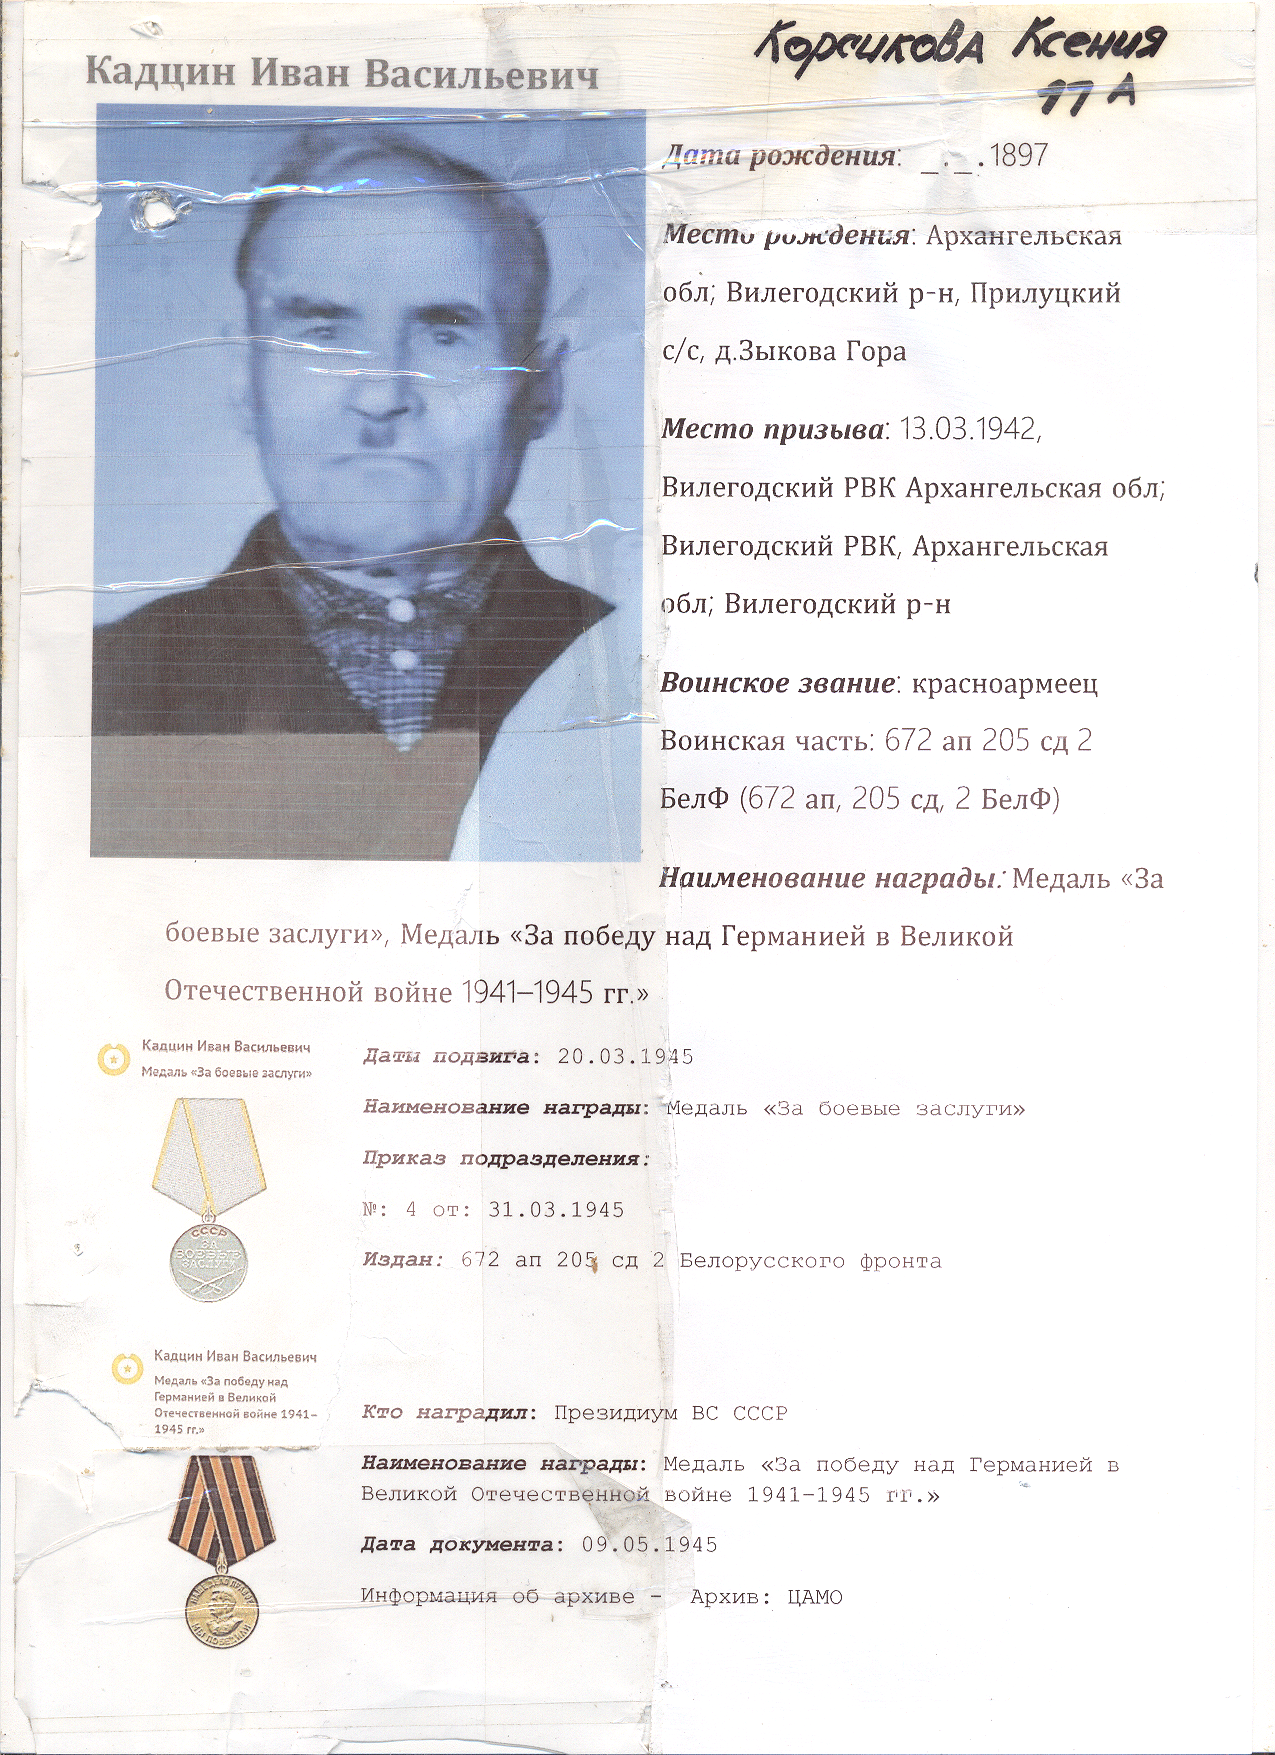 Корсикова Ксения
11 А
Кадцин Иван Васильевич
Дата рождения: _._.1897
Место рождения: Архангельская
обл; Вилегодский р-н, Прилуцкий
с/с, д.Зыкова Гора
Место призыва: 13.03.1942,
Вилегодский РВК Архангельская обл;
Вилегодский РВК, Архангельская
обл; Вилегодский р-н
Воинское звание: красноармеец
Воинская часть: 672 ап 205 сд 2
БелФ (672 ап, 205 сд, 2 БелФ)
Наименование награды: Медаль «За
боевые заслуги», Медаль «За победу над Германией в Великой
Отечественной войне 1941–1945 гг.»
Кадцин Иван Васильевич
Медаль «За боевые заслуги»
СССР
ЗА
БОЕВЫЕ
ЗАСЛУГИ
Даты подвига: 20.03.1945
Наименование награды: Медаль «За боевые заслуги»
Приказ подразделения:
№: 4 от: 31.03.1945
Издан: 672 ап 205 сд 2 Белорусского фронта
Кадцин Иван Васильевич
Медаль «За победу над
Германией в Великой
Отечественной войне 1941–
1945 гг.»
Кто наградил: Президиум ВС СССР
Наименование награды: Медаль «За победу над Германией в
Великой Отечественной войне 1941–1945 гг.»
Дата документа: 09.05.1945
Информация об архиве – Архив: ЦАМО
МЫ ПОБЕДИЛИ